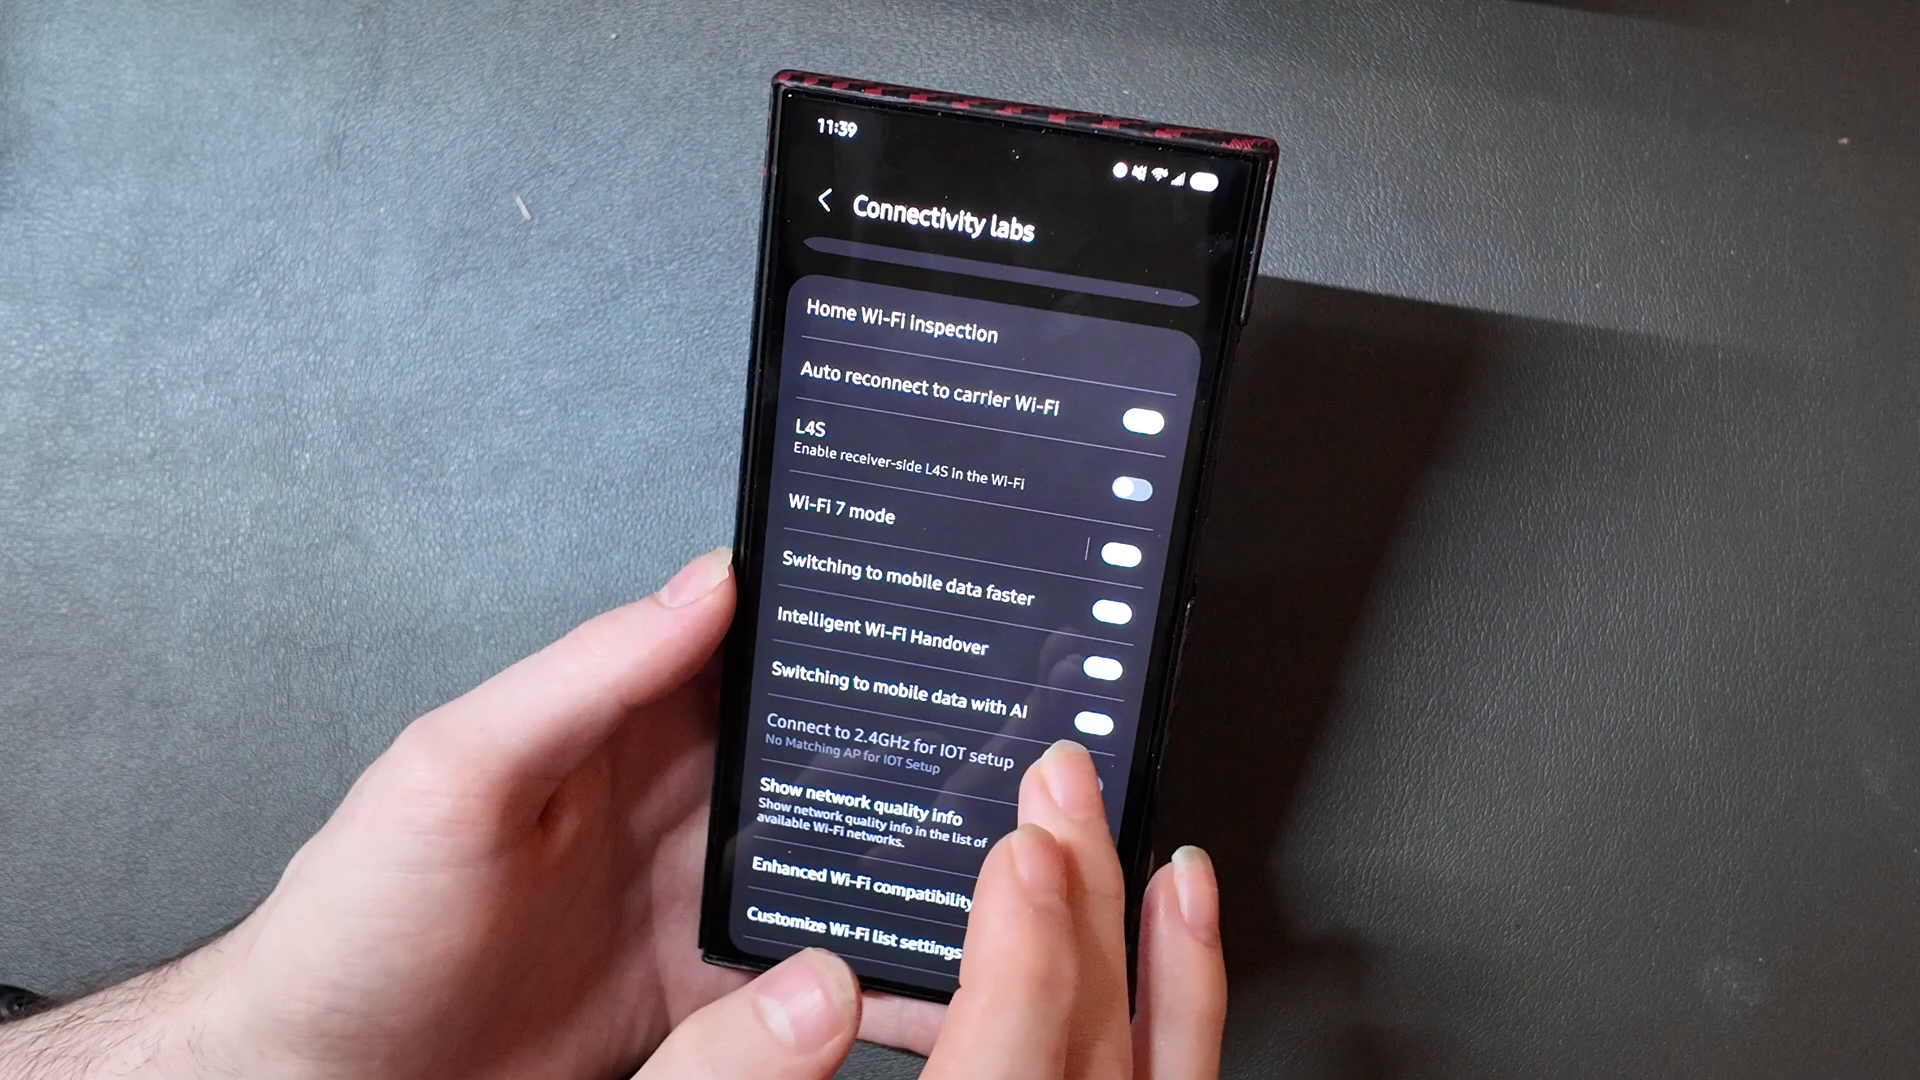 11:39
Connectivity labs
Home Wi-Fi inspection
Auto reconnect to carrier Wi-Fi
L4S
Enable receiver-side L4S in the Wi-Fi
Wi-Fi 7 mode
Switching to mobile data faster
Intelligent Wi-Fi Handover
Switching to mobile data with AI
Connect to 2.4GHz for IOT setup
No Matching AP for IOT Setup
Show network quality info
Show network quality info in the list of
available Wi-Fi networks.
Enhanced Wi-Fi compatibility
Customize Wi-Fi list settings